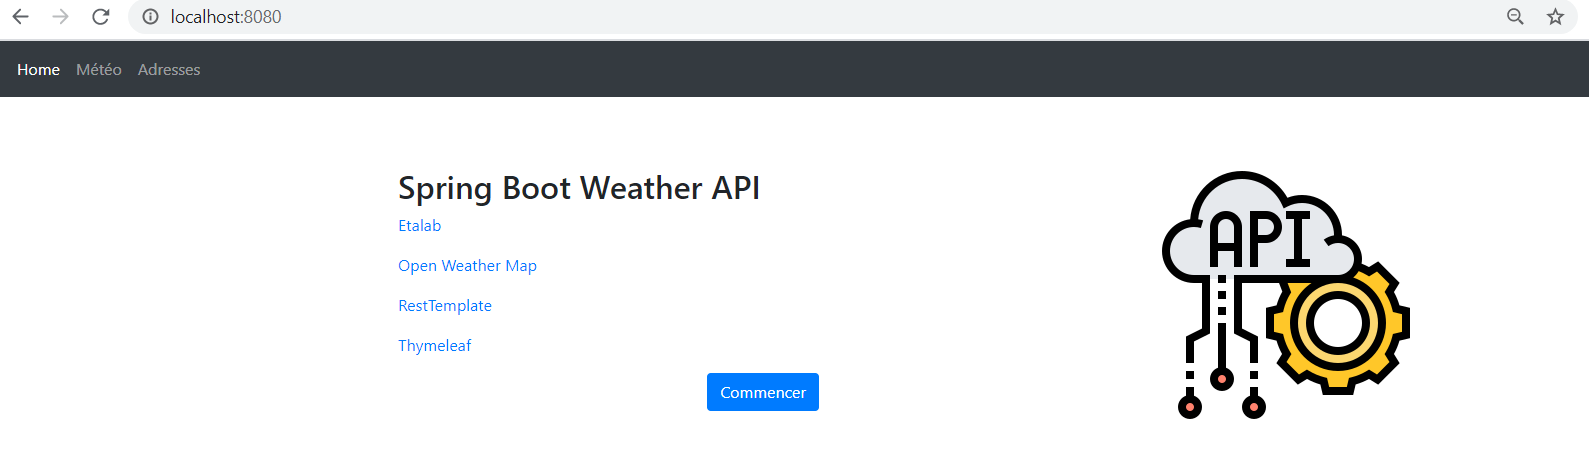 localhost:8080
Home Météo Adresses
Spring Boot Weather API
Etalab
Open Weather Map
RestTemplate
Thymeleaf
Commencer
API